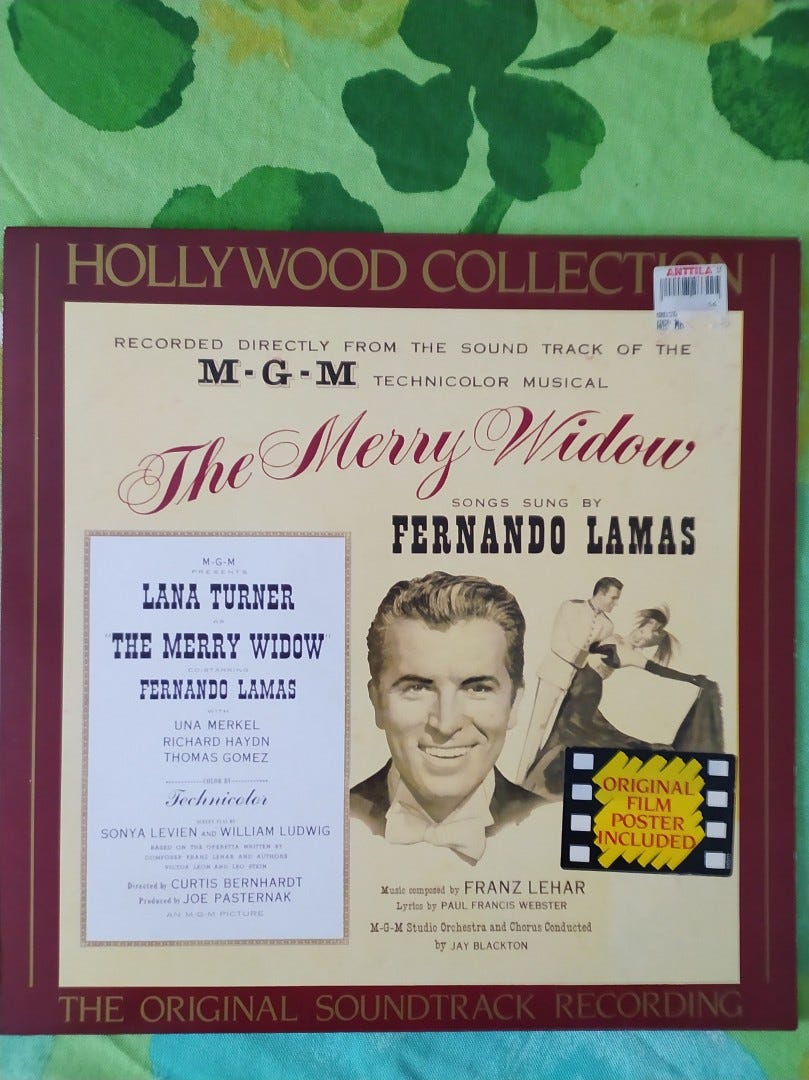 HOLLYWOOD COLLECTION
ANTTILA
RECORDED DIRECTLY FROM THE SOUND TRACK OF THE
M-G-M TECHNICOLOR MUSICAL
The Merry Widow
SONGS SUNG BY
FERNANDO LAMAS
M-G-M
PRESENTS
LANA TURNER
AS
"THE MERRY WIDOW"
CO-STARRING
FERNANDO LAMAS
WITH
UNA MERKEL
RICHARD HAYDN
THOMAS GOMEZ
COLOR BY
Technicolor
SCREEN PLAY BY
SONYA LEVIEN AND WILLIAM LUDWIG
BASED ON THE OPERETTA WRITTEN BY
COMPOSER FRANZ LEHAR AND AUTHORS
VICTOR LEON AND LEO STEIN
Directed by CURTIS BERNHARDT
Produced by JOE PASTERNAK
AN M-G-M PICTURE
ORIGINAL
FILM
POSTER
INCLUDED
Music composed by FRANZ LEHAR
Lyrics by PAUL FRANCIS WEBSTER
M-G-M Studio Orchestra and Chorus Conducted
by JAY BLACKTON
THE ORIGINAL SOUNDTRACK RECORDING